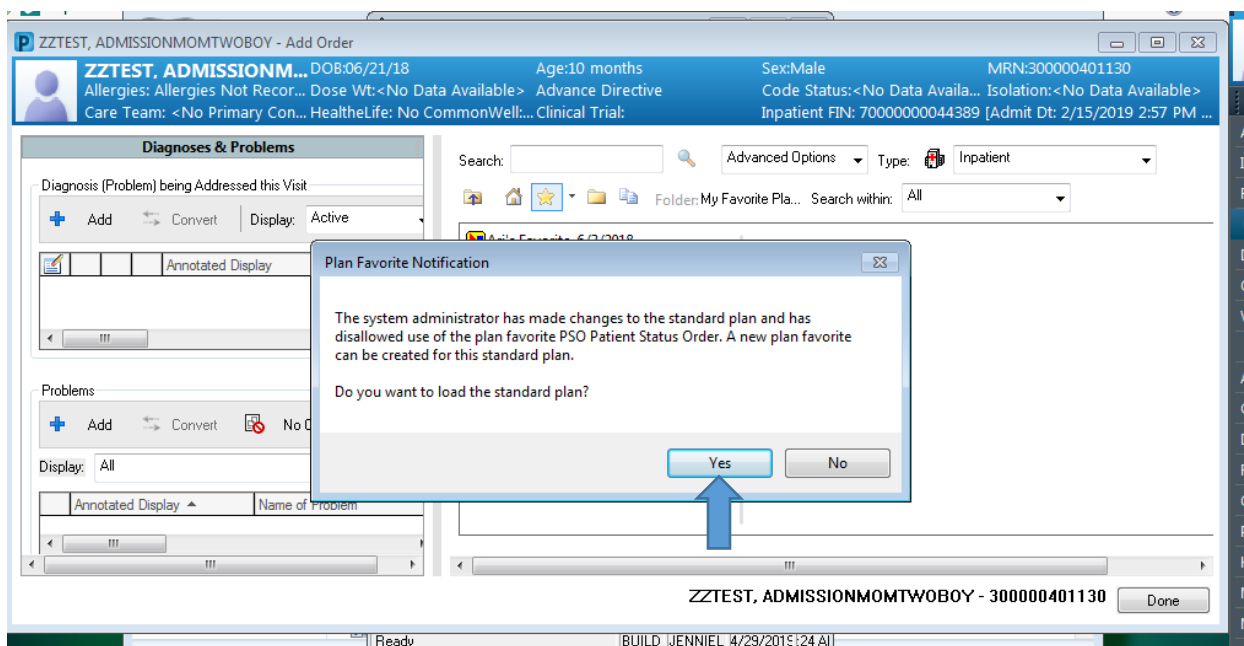 ZZTEST, ADMISSIONMOMTWOBOY - Add Order
ZZTEST, ADMISSIONM... DOB:06/21/18 Age:10 months Sex:Male MRN:300000401130
Allergies: Allergies Not Recor... Dose Wt:<No Data Available> Advance Directive Code Status:<No Data Availa... Isolation:<No Data Available>
Care Team: <No Primary Con... HealtheLife: No CommonWell:... Clinical Trial: Inpatient FIN: 70000000044389 [Admit Dt: 2/15/2019 2:57 PM ...
Diagnoses & Problems
Search: Advanced Options Type: Inpatient
Diagnosis (Problem) being Addressed this Visit
Add Convert Display: Active
Folder: My Favorite Pla... Search within: All
Annotated Display
Plan Favorite Notification
The system administrator has made changes to the standard plan and has
disallowed use of the plan favorite PSO Patient Status Order. A new plan favorite
can be created for this standard plan.
Do you want to load the standard plan?
Yes No
Problems
Add Convert No
Display: All
Annotated Display Name of Problem
ZZTEST, ADMISSIONMOMTWOBOY - 300000401130 Done
Ready BUILD JENNIEL